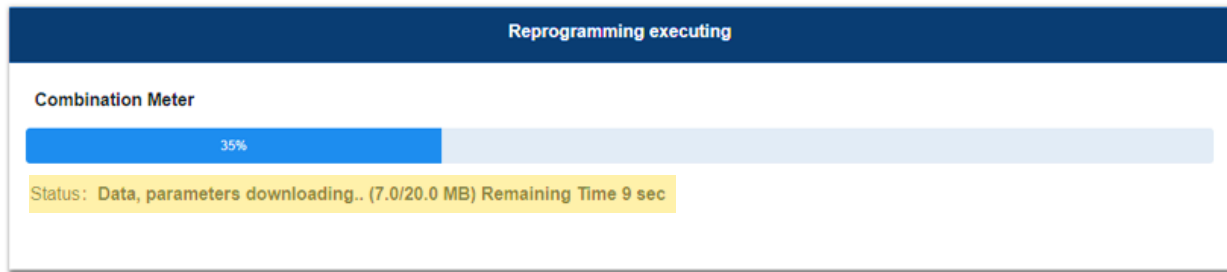 Reprogramming executing
Combination Meter
35%
Status: Data, parameters downloading.. (7.0/20.0 MB) Remaining Time 9 sec